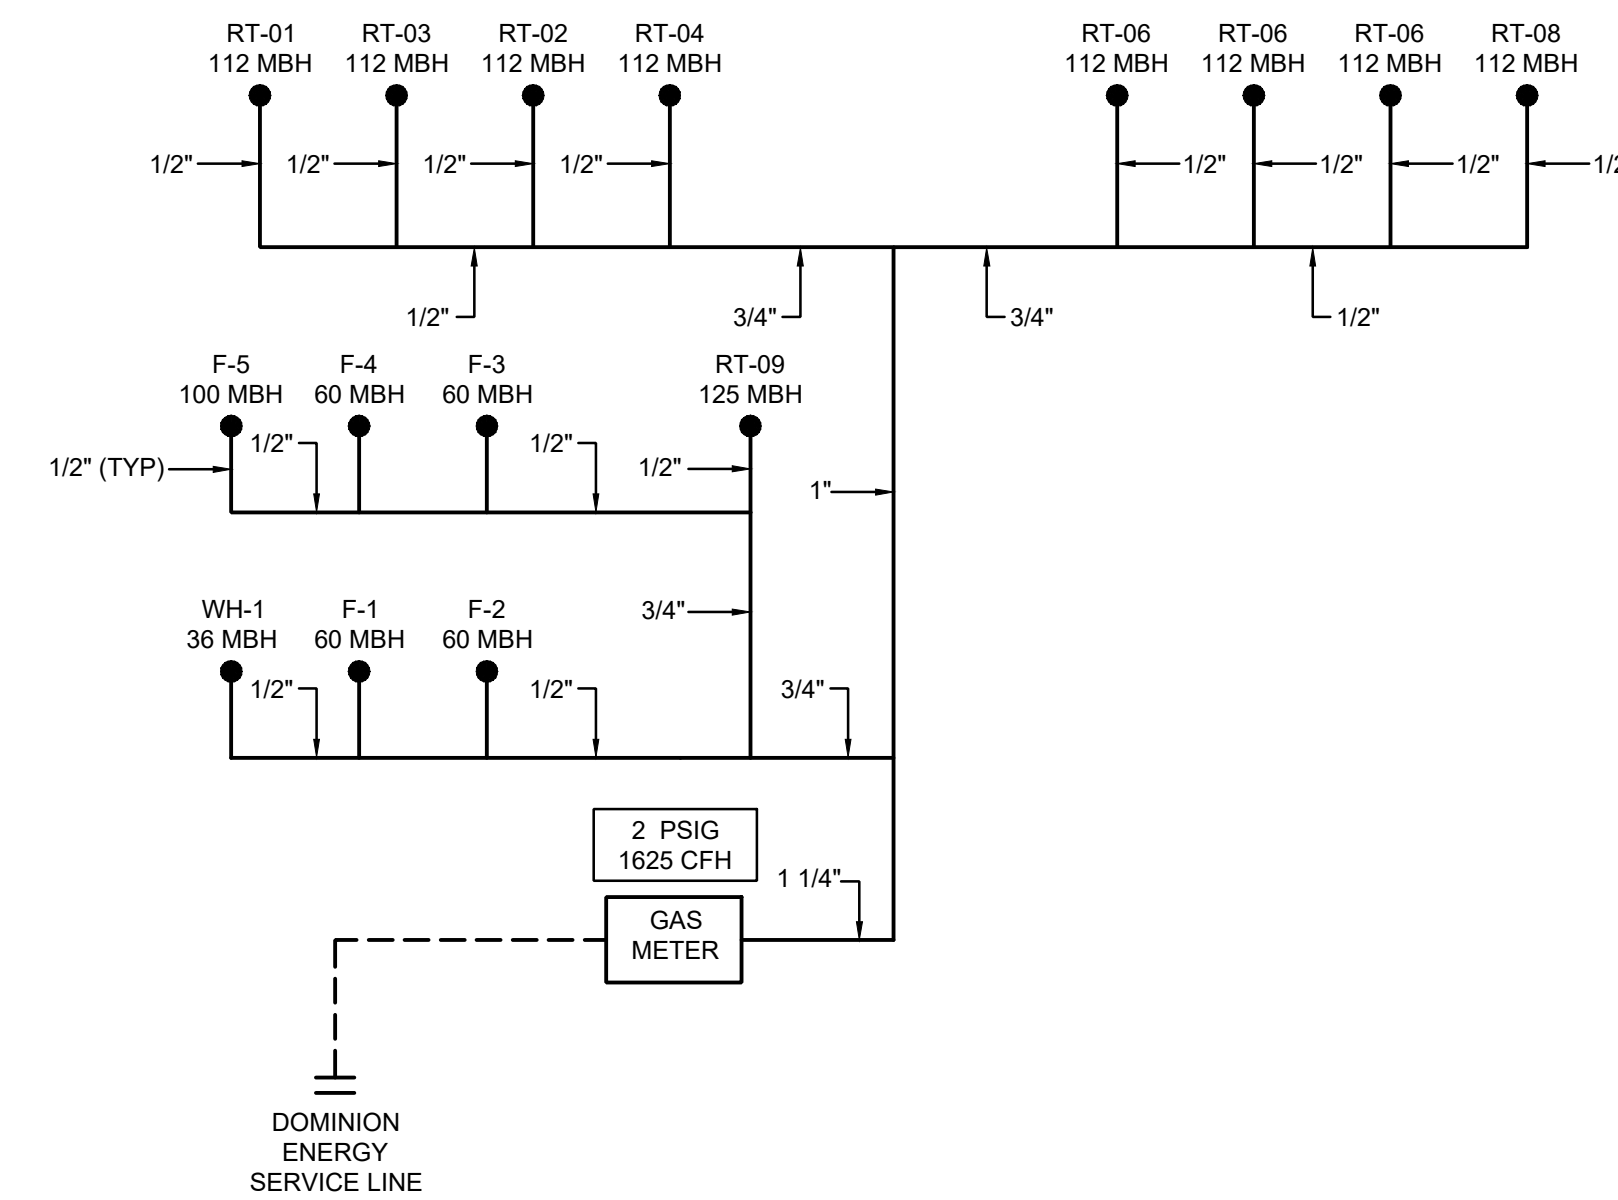 RT-01
112 MBH
RT-03
112 MBH
RT-02
112 MBH
RT-04
112 MBH
RT-06
112 MBH
RT-06
112 MBH
RT-06
112 MBH
RT-08
112 MBH
1/2"
1/2"
1/2"
1/2"
1/2"
1/2"
1/2"
1/2"
3/4"
3/4"
1/2"
F-5
100 MBH
F-4
60 MBH
F-3
60 MBH
RT-09
125 MBH
1/2" (TYP)
1/2"
1/2"
1/2"
1"
WH-1
36 MBH
F-1
60 MBH
F-2
60 MBH
3/4"
1/2"
1/2"
3/4"
2 PSIG
1625 CFH
1 1/4"
GAS
METER
DOMINION
ENERGY
SERVICE LINE